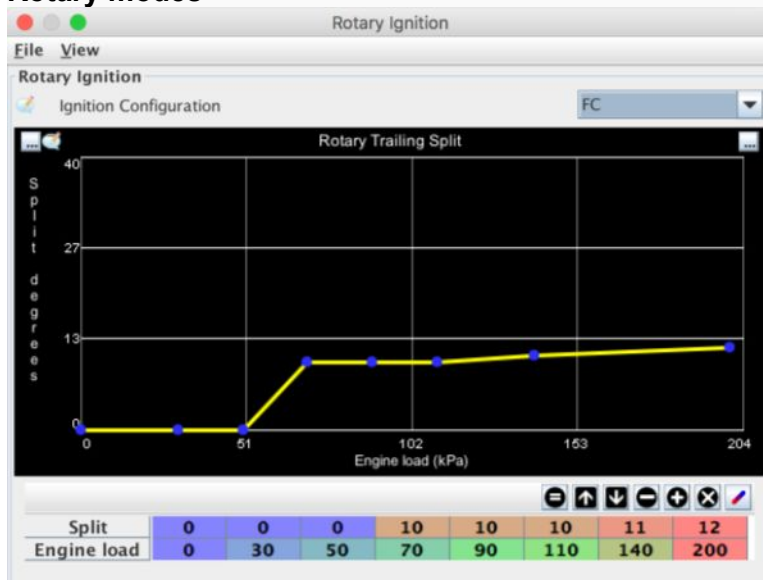 Rotary Modes
Rotary Ignition
File View
Rotary Ignition
Ignition Configuration FC
... Rotary Trailing Split ...
Split degrees
40
27
13
0
0 51 102 153 204
Engine load (kPa)
Split 0 0 0 10 10 10 11 12
Engine load 0 30 50 70 90 110 140 200